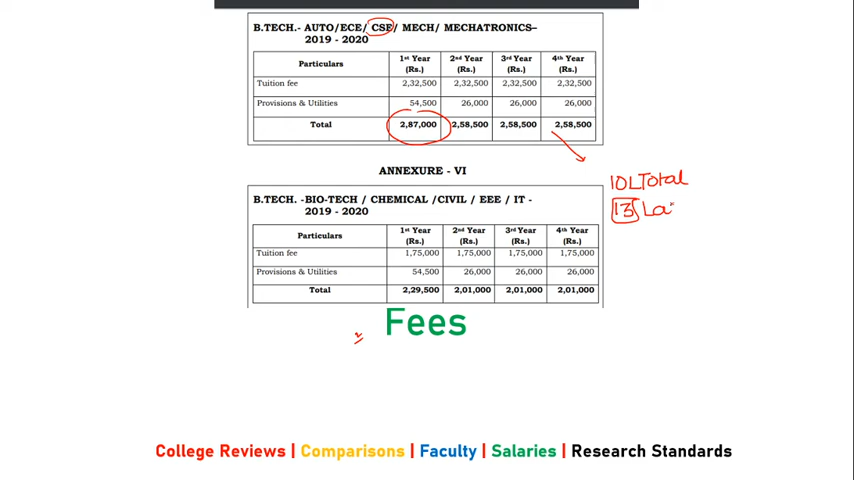 B.TECH.- AUTO/ECE/ CSE/ MECH/ MECHATRONICS–
2019 - 2020
Particulars 1st Year (Rs.) 2nd Year (Rs.) 3rd Year (Rs.) 4th Year (Rs.)
Tuition fee 2,32,500 2,32,500 2,32,500 2,32,500
Provisions & Utilities 54,500 26,000 26,000 26,000
Total 2,87,000 2,58,500 2,58,500 2,58,500
ANNEXURE - VI
10L Total
13 La
B.TECH. -BIO-TECH / CHEMICAL /CIVIL / EEE / IT -
2019 - 2020
Particulars 1st Year (Rs.) 2nd Year (Rs.) 3rd Year (Rs.) 4th Year (Rs.)
Tuition fee 1,75,000 1,75,000 1,75,000 1,75,000
Provisions & Utilities 54,500 26,000 26,000 26,000
Total 2,29,500 2,01,000 2,01,000 2,01,000
Fees
College Reviews | Comparisons | Faculty | Salaries | Research Standards